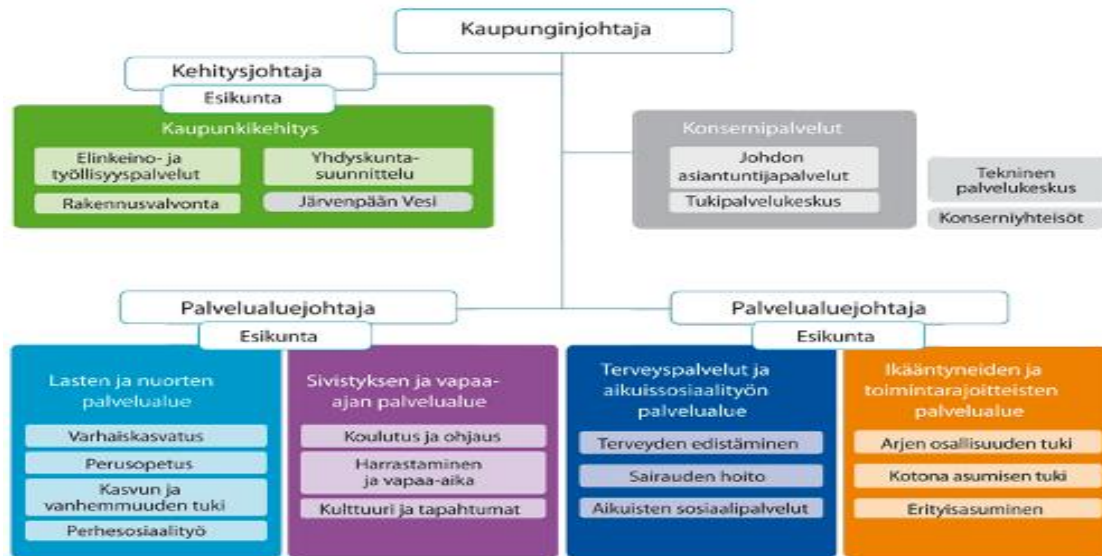 Kaupunginjohtaja
Kehitysjohtaja
Esikunta
Kaupunkikehitys
Elinkeino- ja
työllisyyspalvelut
Yhdyskunta-
suunnittelu
Rakennusvalvonta
Järvenpään Vesi
Konsernipalvelut
Johdon
asiantuntijapalvelut
Tukipalvelukeskus
Tekninen
palvelukeskus
Konserniyhteisöt
Palvelualuejohtaja
Esikunta
Lasten ja nuorten
palvelualue
Varhaiskasvatus
Perusopetus
Kasvun ja
vanhemmuuden tuki
Perhesosiaalityö
Sivistyksen ja vapaa-
ajan palvelualue
Koulutus ja ohjaus
Harrastaminen
ja vapaa-aika
Kulttuuri ja tapahtumat
Palvelualuejohtaja
Esikunta
Terveyspalvelut ja
aikuissosiaalityön
palvelualue
Terveyden edistäminen
Sairauden hoito
Aikuisten sosiaalipalvelut
Ikääntyneiden ja
toimintarajoitteisten
palvelualue
Arjen osallisuuden tuki
Kotona asumisen tuki
Erityisasuminen